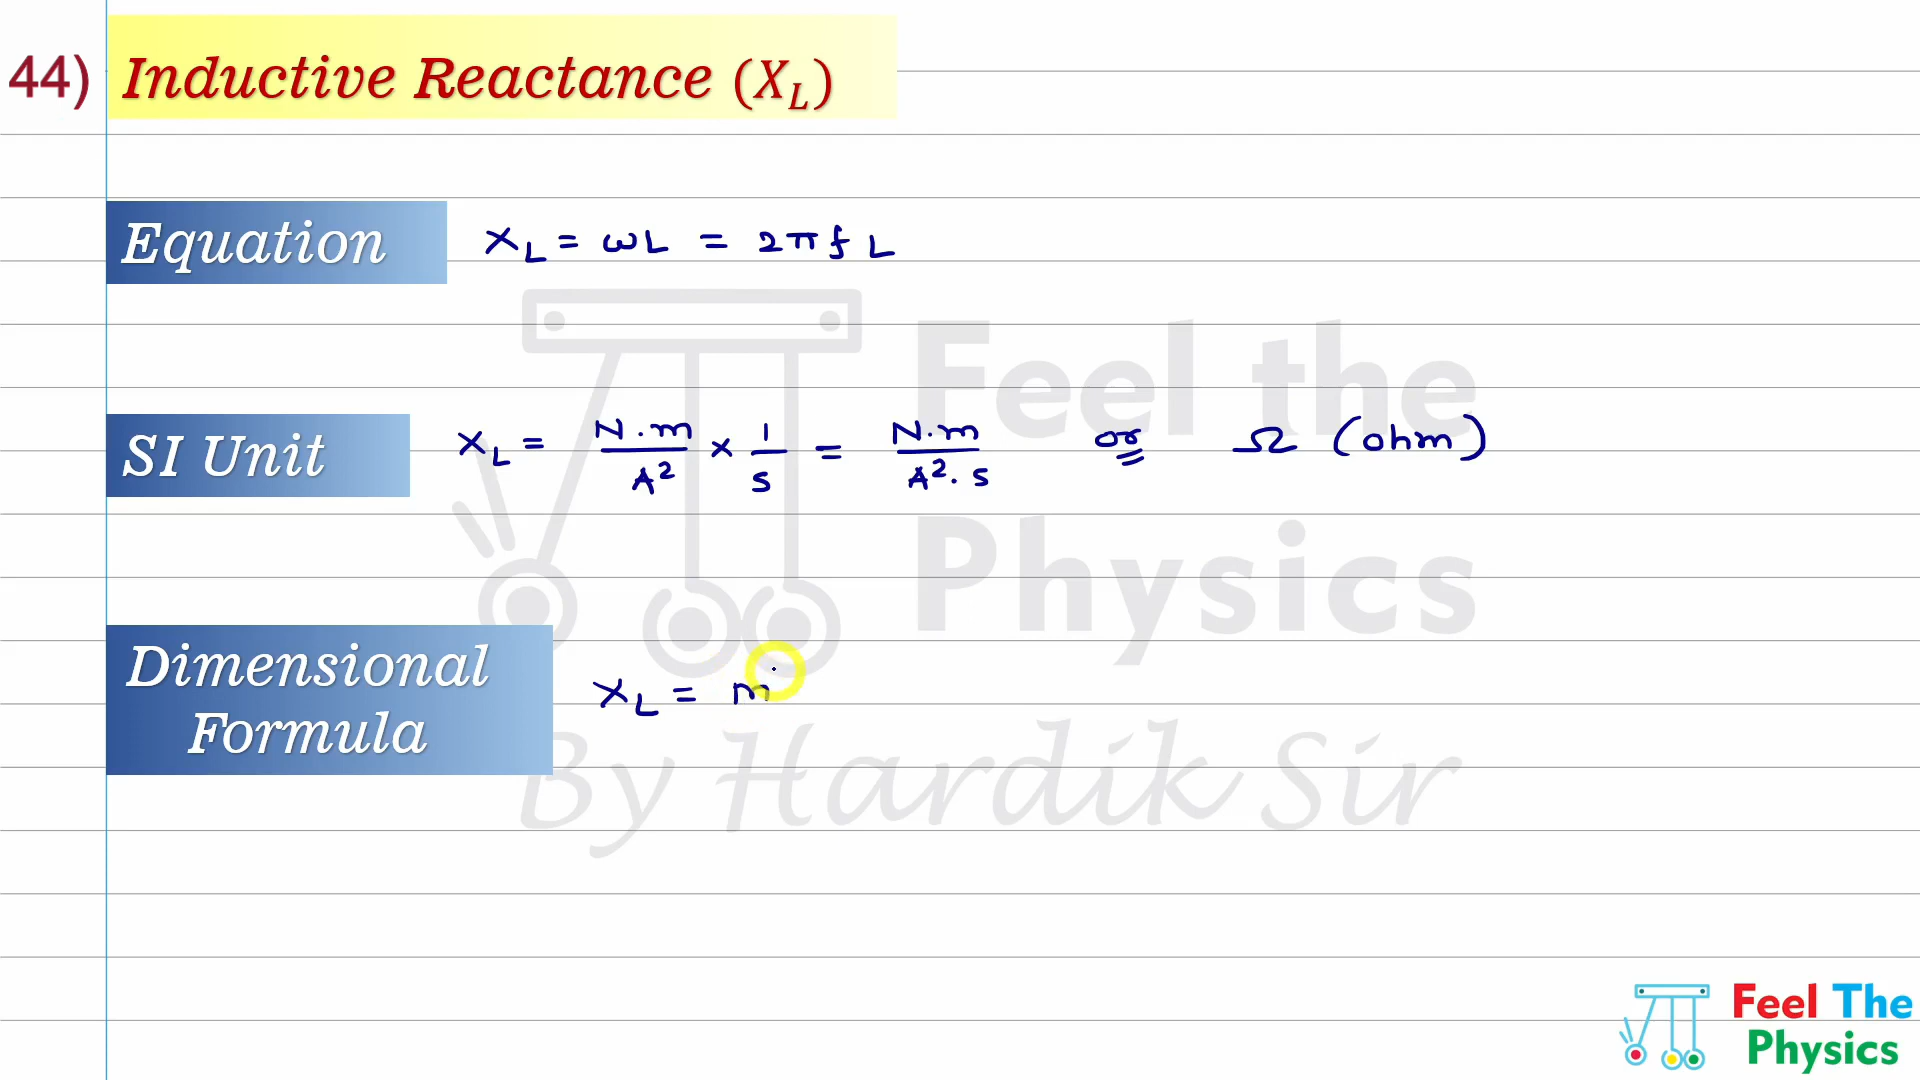 44) Inductive Reactance (X_L)
Equation X_L = ωL = 2πf L
SI Unit X_L = N.m/A² × 1/s = N.m/A².s or Ω (ohm)
Feel the
Physics
Dimensional
Formula
X_L = m
By Hardik Sir
Feel The
Physics